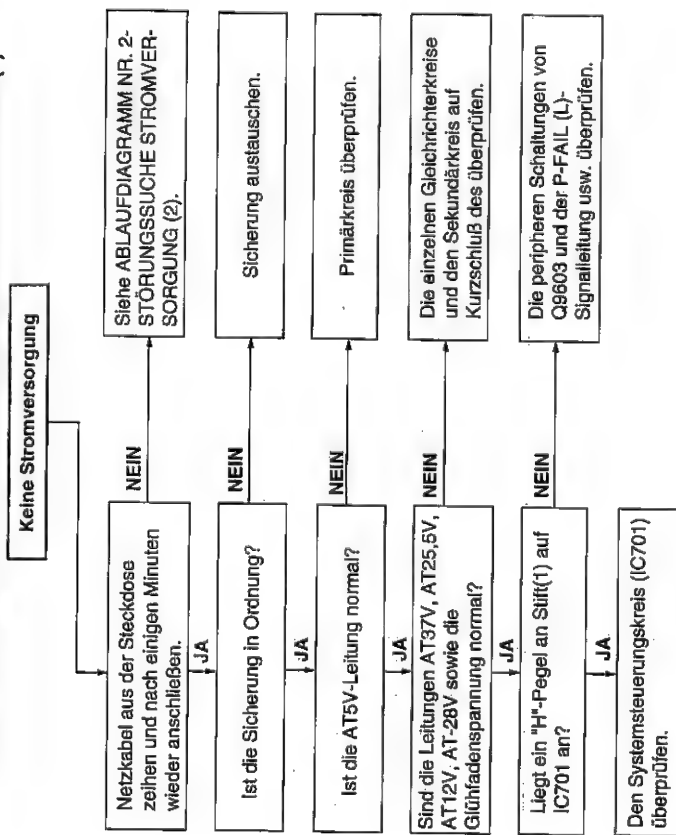 Keine Stromversorgung
Netzkabel aus der Steckdose
zeihen und nach einigen Minuten
wieder anschließen.
NEIN
Siehe ABLAUFDIAGRAMM NR. 2-
STÖRUNGSSUCHE STROMVER-
SORGUNG (2).
JA
Ist die Sicherung in Ordnung?
NEIN
Sicherung austauschen.
JA
Ist die AT5V-Leitung normal?
NEIN
Primärkreis überprüfen.
JA
Sind die Leitungen AT37V, AT25,5V,
AT12V, AT-28V sowie die
Glühfadenspannung normal?
NEIN
Die einzelnen Gleichrichterkreise
und den Sekundärkreis auf
Kurzschluß des überprüfen.
JA
Liegt ein "H"-Pegel an Stift(1) auf
IC701 an?
NEIN
Die peripheren Schaltungen von
Q9603 und der P-FAIL (L)-
Signalleitung usw. überprüfen.
JA
Den Systemsteuerungskreis (IC701)
überprüfen.